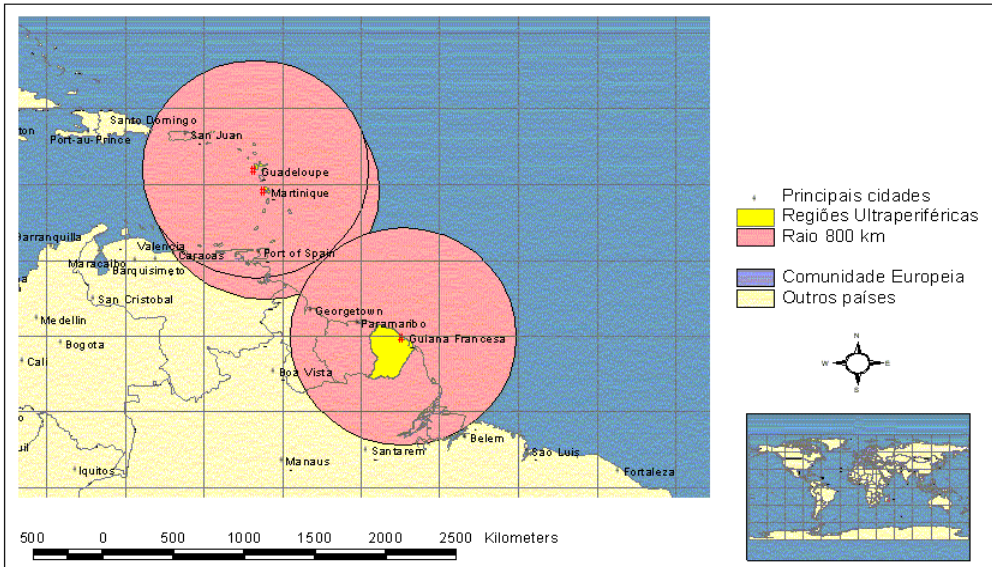 Santo Domingo
ton
Port-au-Prince
San Juan
Guadeloupe
Martinique
Barranquilla
Valencia
Caracas
Port of Spain
Maracaibo
Barquisimeto
San Cristobal
Georgetown
Medellin
Paramaribo
Bogota
Guiana Francesa
Cali
Boa Vista
Belem
uil
Iquitos
Manaus
Santarem
São Luis
Fortaleza
500 0 500 1000 1500 2000 2500 Kilometers
Principais cidades
Regiões Ultraperiféricas
Raio 800 km
Comunidade Europeia
Outros países
N
W E
S